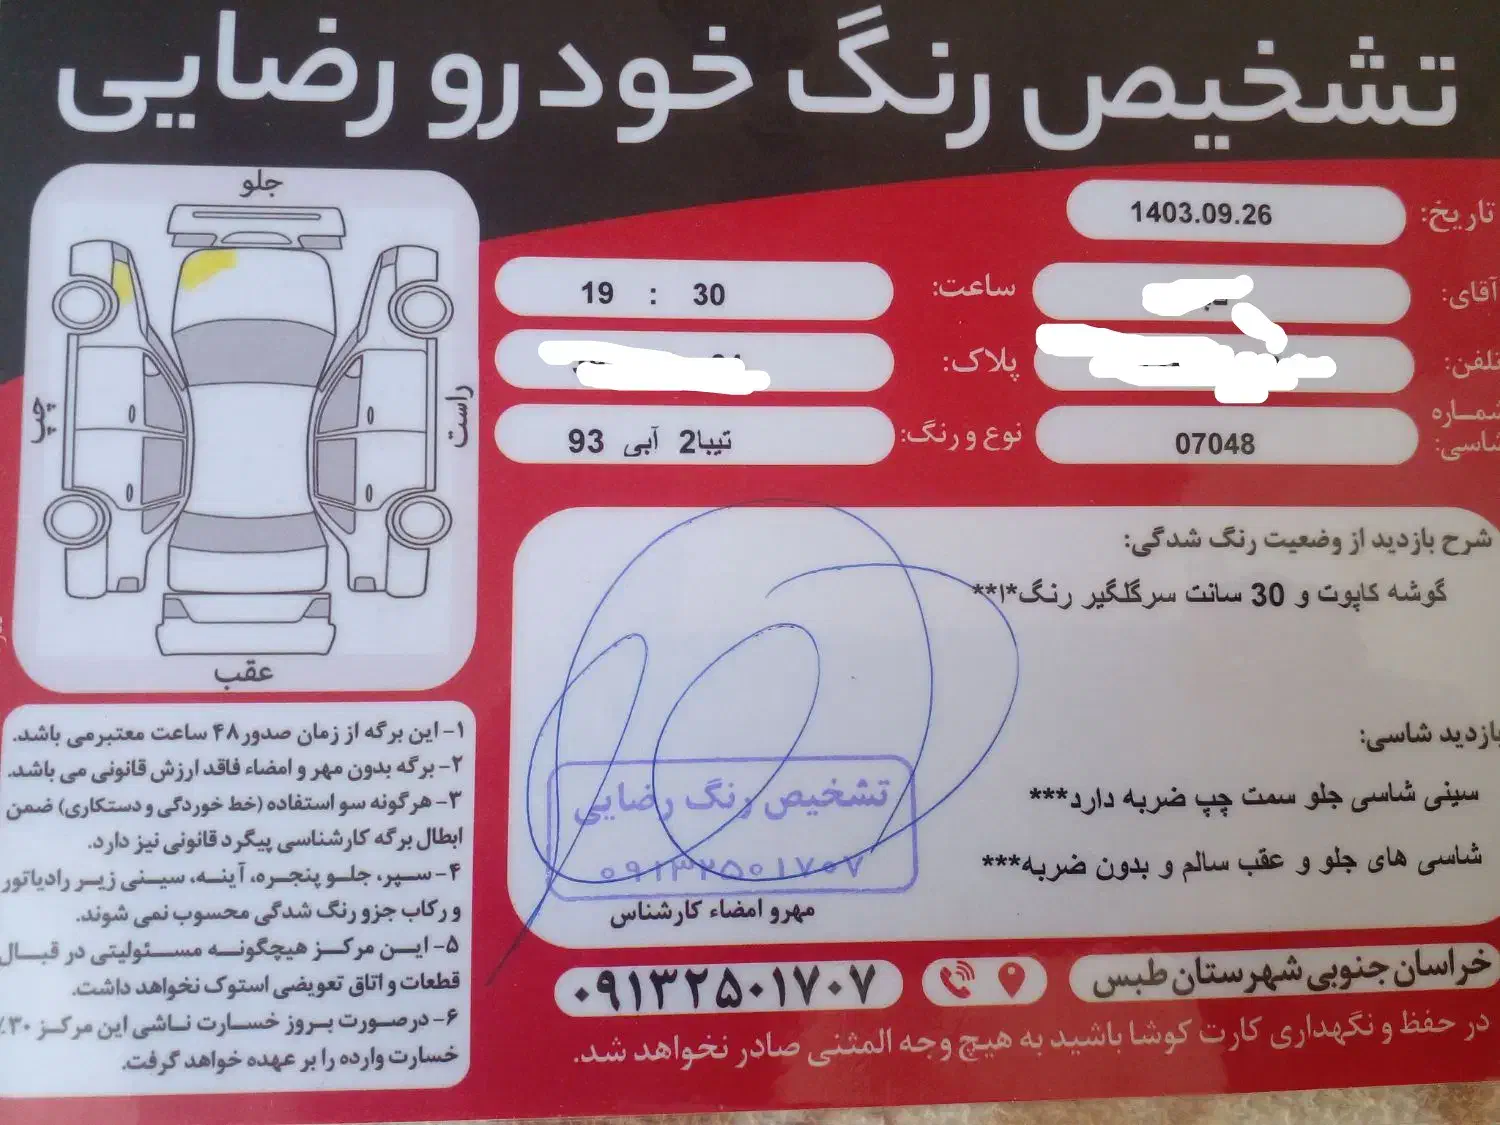 تشخیص رنگ خودرو رضایی
تاریخ: 1403.09.26
آقای:
ساعت: 19 : 30
تلفن:
پلاک:
شماره شاسی: 07048
نوع و رنگ: تیبا2 آبی 93
جلو
چپ
راست
عقب
شرح بازدید از وضعیت رنگ شدگی:
گوشه کاپوت و 30 سانت سرگلگیر رنگ*ا**
بازدید شاسی:
سینی شاسی جلو سمت چپ ضربه دارد***
شاسی های جلو و عقب سالم و بدون ضربه***
تشخیص رنگ رضایی
۰۹۱۳۲۵۰۱۷۰۷
مهر و امضاء کارشناس
۱- این برگه از زمان صدور ۴۸ ساعت معتبر می باشد.
۲- برگه بدون مهر و امضاء فاقد ارزش قانونی می باشد.
۳- هرگونه سو استفاده (خط خوردگی و دستکاری) ضمن
ابطال برگه کارشناسی پیگرد قانونی نیز دارد.
۴- سپر، جلو پنجره، آینه، سینی زیر رادیاتور
و رکاب جزو رنگ شدگی محسوب نمی شوند.
۵- این مرکز هیچگونه مسئولیتی در قبال
قطعات و اتاق تعویضی استوک نخواهد داشت.
۶- درصورت بروز خسارت ناشی این مرکز ۳۰٪
خسارت وارده را بر عهده خواهد گرفت.
خراسان جنوبی شهرستان طبس
۰۹۱۳۲۵۰۱۷۰۷
در حفظ و نگهداری کارت کوشا باشید به هیچ وجه المثنی صادر نخواهد شد.